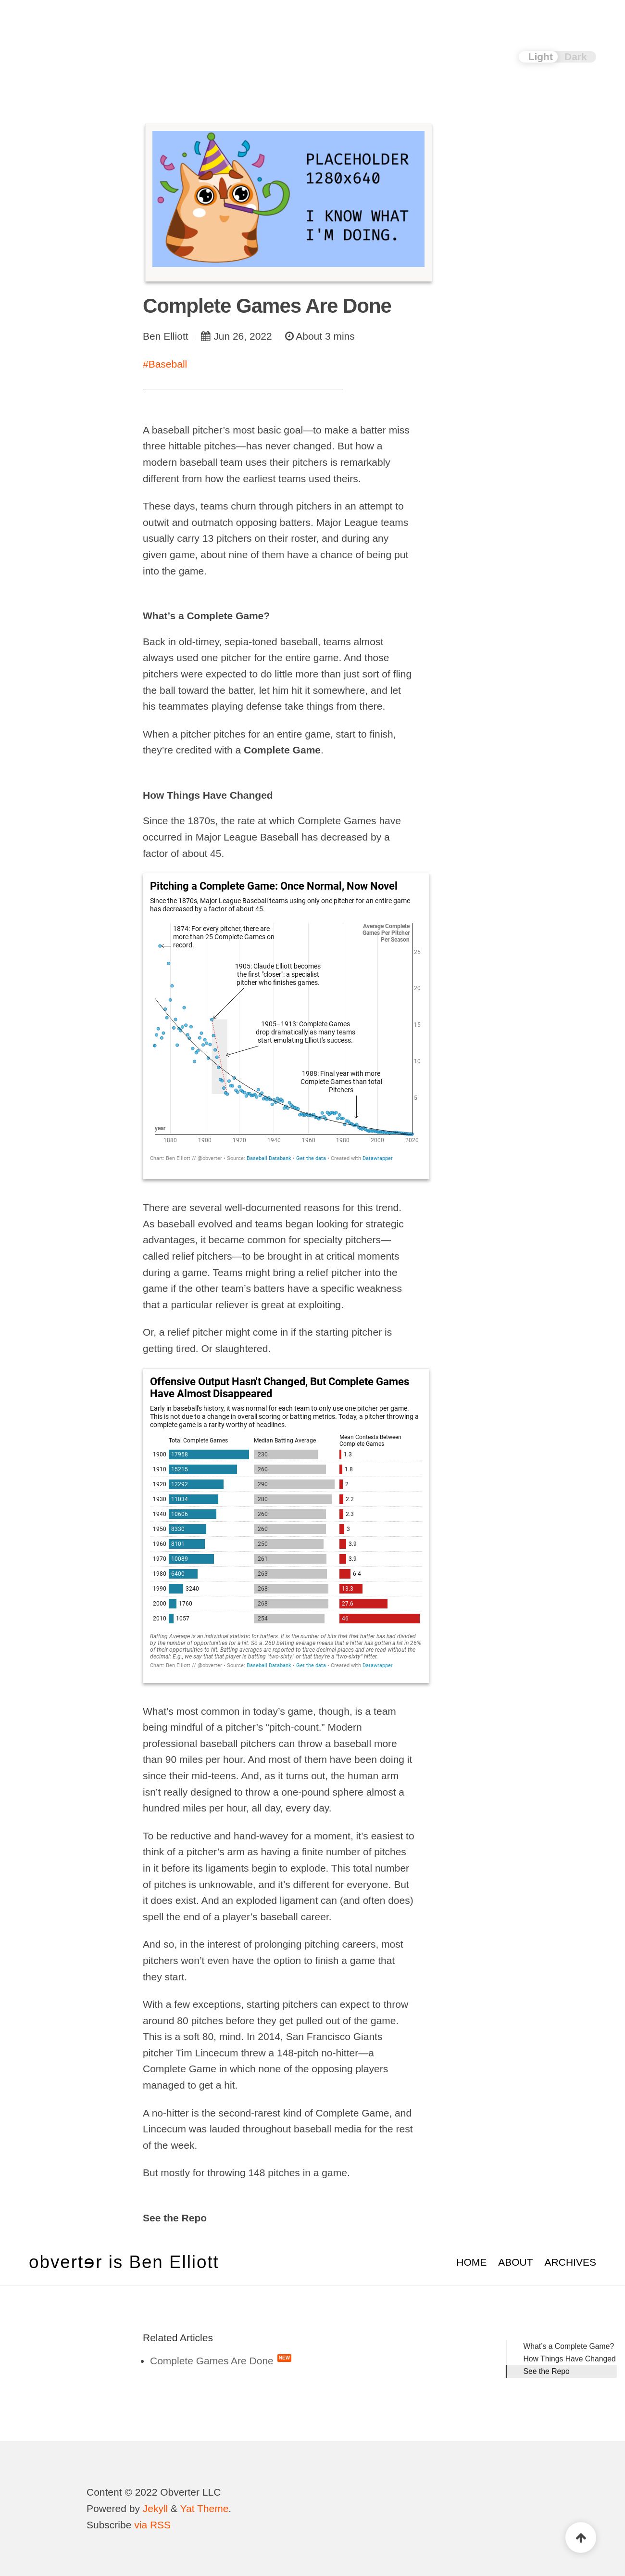 Light Dark
PLACEHOLDER
1280x640
I KNOW WHAT
I'M DOING.
Complete Games Are Done
Ben Elliott Jun 26, 2022 About 3 mins
#Baseball
A baseball pitcher’s most basic goal—to make a batter miss
three hittable pitches—has never changed. But how a
modern baseball team uses their pitchers is remarkably
different from how the earliest teams used theirs.
These days, teams churn through pitchers in an attempt to
outwit and outmatch opposing batters. Major League teams
usually carry 13 pitchers on their roster, and during any
given game, about nine of them have a chance of being put
into the game.
What’s a Complete Game?
Back in old-timey, sepia-toned baseball, teams almost
always used one pitcher for the entire game. And those
pitchers were expected to do little more than just sort of fling
the ball toward the batter, let him hit it somewhere, and let
his teammates playing defense take things from there.
When a pitcher pitches for an entire game, start to finish,
they’re credited with a Complete Game.
How Things Have Changed
Since the 1870s, the rate at which Complete Games have
occurred in Major League Baseball has decreased by a
factor of about 45.
Pitching a Complete Game: Once Normal, Now Novel
Since the 1870s, Major League Baseball teams using only one pitcher for an entire game
has decreased by a factor of about 45.
1874: For every pitcher, there are
more than 25 Complete Games on
record.
Average Complete
Games Per Pitcher
Per Season
25
1905: Claude Elliott becomes
the first "closer": a specialist
pitcher who finishes games.
20
1905–1913: Complete Games
drop dramatically as many teams
start emulating Elliott's success.
15
10
1988: Final year with more
Complete Games than total
Pitchers
5
year
1880 1900 1920 1940 1960 1980 2000 2020
Chart: Ben Elliott // @obverter • Source: Baseball Databank • Get the data • Created with Datawrapper
There are several well-documented reasons for this trend.
As baseball evolved and teams began looking for strategic
advantages, it became common for specialty pitchers—
called relief pitchers—to be brought in at critical moments
during a game. Teams might bring a relief pitcher into the
game if the other team’s batters have a specific weakness
that a particular reliever is great at exploiting.
Or, a relief pitcher might come in if the starting pitcher is
getting tired. Or slaughtered.
Offensive Output Hasn't Changed, But Complete Games
Have Almost Disappeared
Early in baseball's history, it was normal for each team to only use one pitcher per game.
This is not due to a change in overall scoring or batting metrics. Today, a pitcher throwing a
complete game is a rarity worthy of headlines.
Total Complete Games Median Batting Average Mean Contests Between
Complete Games
1900 17958 .230 1.3
1910 15215 .260 1.8
1920 12292 .290 2
1930 11034 .280 2.2
1940 10606 .260 2.3
1950 8330 .260 3
1960 8101 .250 3.9
1970 10089 .261 3.9
1980 6400 .263 6.4
1990 3240 .268 13.3
2000 1760 .268 27.6
2010 1057 .254 46
Batting Average is an individual statistic for batters. It is the number of hits that that batter has had divided
by the number of opportunities for a hit. So a .260 batting average means that a hitter has gotten a hit in 26%
of their opportunities to hit. Batting averages are reported to three decimal places and are read without the
decimal. E.g., we say that that player is batting "two-sixty," or that they're a "two-sixty" hitter.
Chart: Ben Elliott // @obverter • Source: Baseball Databank • Get the data • Created with Datawrapper
What’s most common in today’s game, though, is a team
being mindful of a pitcher’s “pitch-count.” Modern
professional baseball pitchers can throw a baseball more
than 90 miles per hour. And most of them have been doing it
since their mid-teens. And, as it turns out, the human arm
isn’t really designed to throw a one-pound sphere almost a
hundred miles per hour, all day, every day.
To be reductive and hand-wavey for a moment, it’s easiest to
think of a pitcher’s arm as having a finite number of pitches
in it before its ligaments begin to explode. This total number
of pitches is unknowable, and it’s different for everyone. But
it does exist. And an exploded ligament can (and often does)
spell the end of a player’s baseball career.
And so, in the interest of prolonging pitching careers, most
pitchers won’t even have the option to finish a game that
they start.
With a few exceptions, starting pitchers can expect to throw
around 80 pitches before they get pulled out of the game.
This is a soft 80, mind. In 2014, San Francisco Giants
pitcher Tim Lincecum threw a 148-pitch no-hitter—a
Complete Game in which none of the opposing players
managed to get a hit.
A no-hitter is the second-rarest kind of Complete Game, and
Lincecum was lauded throughout baseball media for the rest
of the week.
But mostly for throwing 148 pitches in a game.
See the Repo
obvertɘr is Ben Elliott HOME ABOUT ARCHIVES
Related Articles
Complete Games Are Done NEW
What’s a Complete Game?
How Things Have Changed
See the Repo
Content © 2022 Obverter LLC
Powered by Jekyll & Yat Theme.
Subscribe via RSS